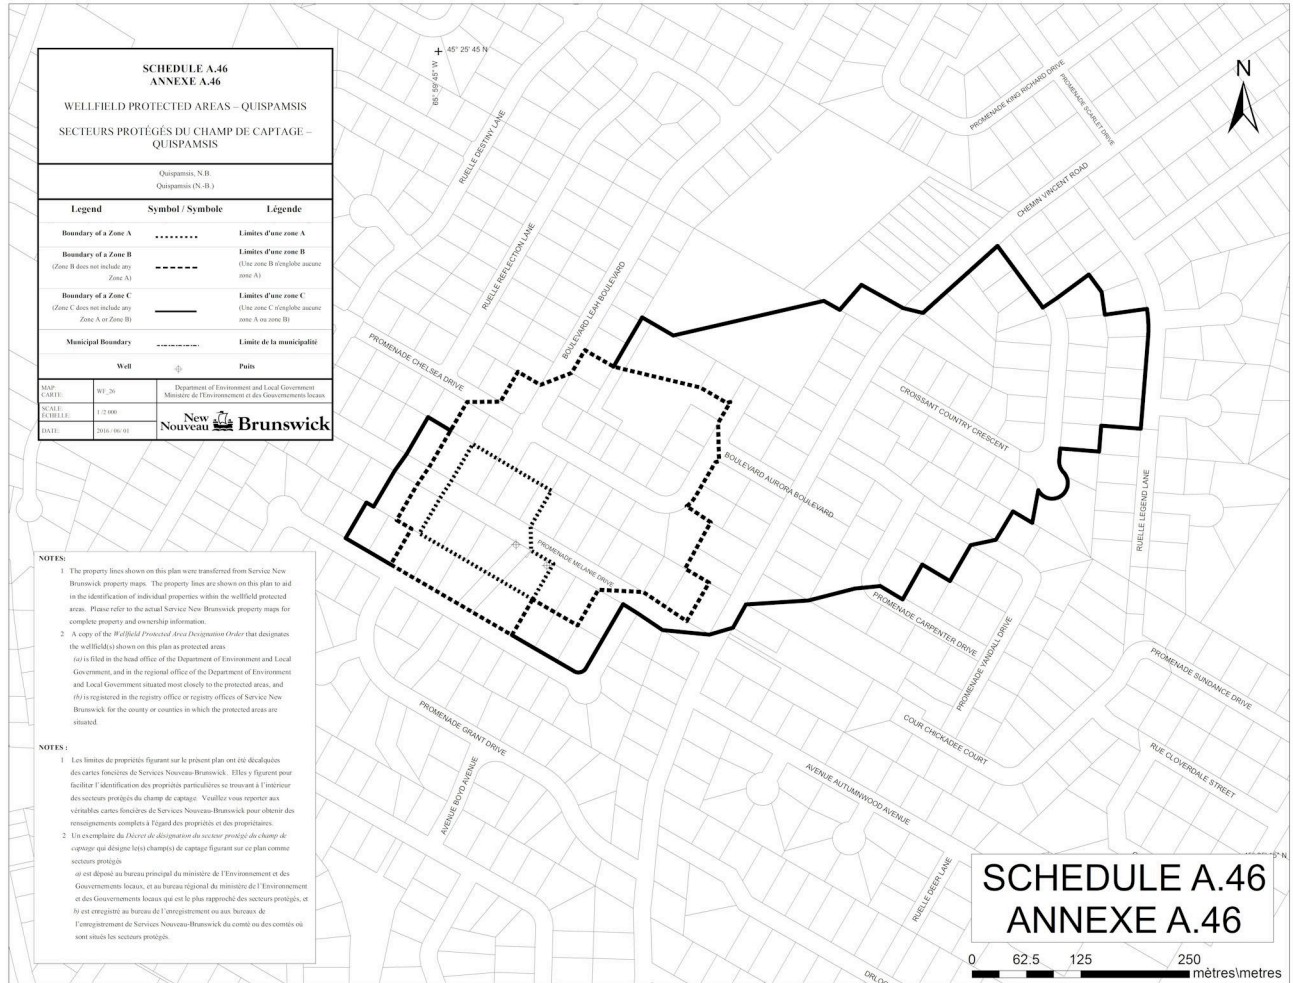 SCHEDULE A.46
ANNEXE A.46
WELLFIELD PROTECTED AREAS – QUISPAMSIS
SECTEURS PROTÉGÉS DU CHAMP DE CAPTAGE –
QUISPAMSIS
Quispamsis, N.B.
Quispamsis (N.-B.)
Legend Symbol / Symbole Légende
Boundary of a Zone A Limites d'une zone A
Boundary of a Zone B Limites d'une zone B
(Zone B does not include any (Une zone B n'englobe aucune
Zone A) zone A)
Boundary of a Zone C Limites d'une zone C
(Zone C does not include any (Une zone C n'englobe aucune
Zone A or Zone B) zone A ou zone B)
Municipal Boundary Limite de la municipalité
Well Puits
MAP: WF_26 Department of Environment and Local Government
CARTE: Ministère de l'Environnement et des Gouvernements locaux
SCALE: 1 /2 000
ÉCHELLE:
New
Nouveau Brunswick
DATE: 2016 / 06/ 01
NOTES:
1 The property lines shown on this plan were transferred from Service New
Brunswick property maps. The property lines are shown on this plan to aid
in the identification of individual properties within the wellfield protected
areas. Please refer to the actual Service New Brunswick property maps for
complete property and ownership information.
2 A copy of the Wellfield Protected Area Designation Order that designates
the wellfield(s) shown on this plan as protected areas
(a) is filed in the head office of the Department of Environment and Local
Government, and in the regional office of the Department of Environment
and Local Government situated most closely to the protected areas, and
(b) is registered in the registry office or registry offices of Service New
Brunswick for the county or counties in which the protected areas are
situated.
NOTES :
1 Les limites de propriétés figurant sur le présent plan ont été décalquées
des cartes foncières de Services Nouveau-Brunswick. Elles y figurent pour
faciliter l'identification des propriétés particulières se trouvant à l'intérieur
des secteurs protégés du champ de captage. Veuillez vous reporter aux
véritables cartes foncières de Services Nouveau-Brunswick pour obtenir des
renseignements complets à l'égard des propriétés et des propriétaires.
2 Un exemplaire du Décret de désignation du secteur protégé du champ de
captage qui désigne le(s) champ(s) de captage figurant sur ce plan comme
secteurs protégés
a) est déposé au bureau principal du ministère de l'Environnement et des
Gouvernements locaux, et au bureau régional du ministère de l'Environnement
et des Gouvernements locaux qui est le plus rapproché des secteurs protégés, et
b) est enregistré au bureau de l'enregistrement ou aux bureaux de
l'enregistrement de Services Nouveau-Brunswick du comté ou des comtés où
sont situés les secteurs protégés.
45° 25' 45 N
65° 59' 45" W
N
PROMENADE KING RICHARD DRIVE
PROMENADE SCARLET DRIVE
CHEMIN VINCENT ROAD
RUELLE DESTINY LANE
RUELLE REFLECTION LANE
BOULEVARD LEAH BOULEVARD
PROMENADE CHELSEA DRIVE
CROISSANT COUNTRY CRESCENT
BOULEVARD AURORA BOULEVARD
RUELLE LEGEND LANE
PROMENADE MELANIE DRIVE
PROMENADE CARPENTER DRIVE
PROMENADE YANDALL DRIVE
PROMENADE SUNDANCE DRIVE
PROMENADE GRANT DRIVE
COUR CHICKADEE COURT
RUE CLOVERDALE STREET
AVENUE BOYD AVENUE
AVENUE AUTUMNWOOD AVENUE
RUELLE DEER LANE
SCHEDULE A.46
ANNEXE A.46
0 62.5 125 250
mètres\metres